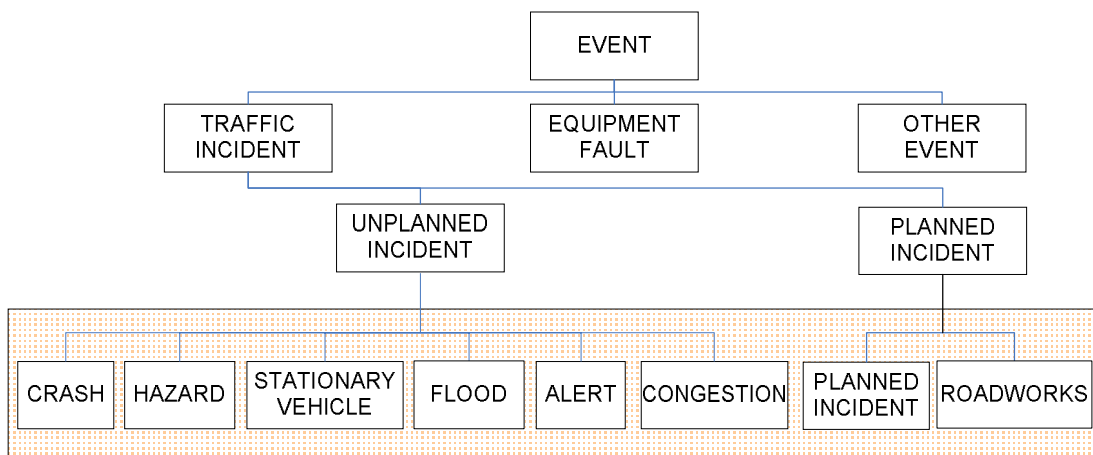 EVENT
TRAFFIC
INCIDENT
EQUIPMENT
FAULT
OTHER
EVENT
UNPLANNED
INCIDENT
PLANNED
INCIDENT
CRASH
HAZARD
STATIONARY
VEHICLE
FLOOD
ALERT
CONGESTION
PLANNED
INCIDENT
ROADWORKS